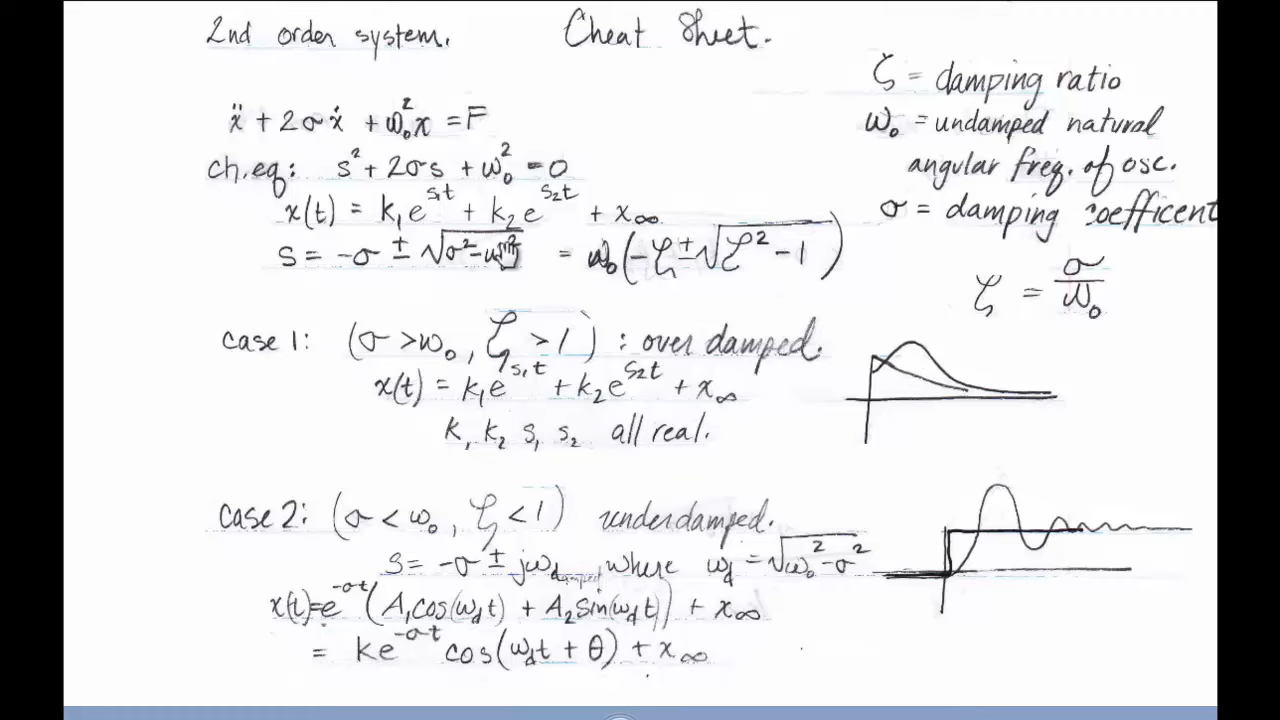 2nd order system. Cheat Sheet.
ζ = damping ratio
ω₀ = undamped natural
angular freq. of osc.
σ = damping coefficent
ζ = σ/ω₀
ẍ + 2σẋ + ω₀²x = F
ch.eq: s² + 2σs + ω₀² = 0
x(t) = k₁e^(s₁t) + k₂e^(s₂t) + x∞
s = -σ ± √(σ²-ω₀²) = ω₀(-ζ ± √(ζ² - 1))
case 1: (σ > ω₀, ζ > 1) : over damped.
x(t) = k₁e^(s₁t) + k₂e^(s₂t) + x∞
k₁ k₂ s₁ s₂ all real.
case 2: (σ < ω₀, ζ < 1) underdamped.
s = -σ ± jω_d damped, where ω_d = √(ω₀² - σ²)
x(t) = e^(-σt) (A₁cos(ω_d t) + A₂sin(ω_d t)) + x∞
= ke^(-σt) cos(ω_d t + θ) + x∞